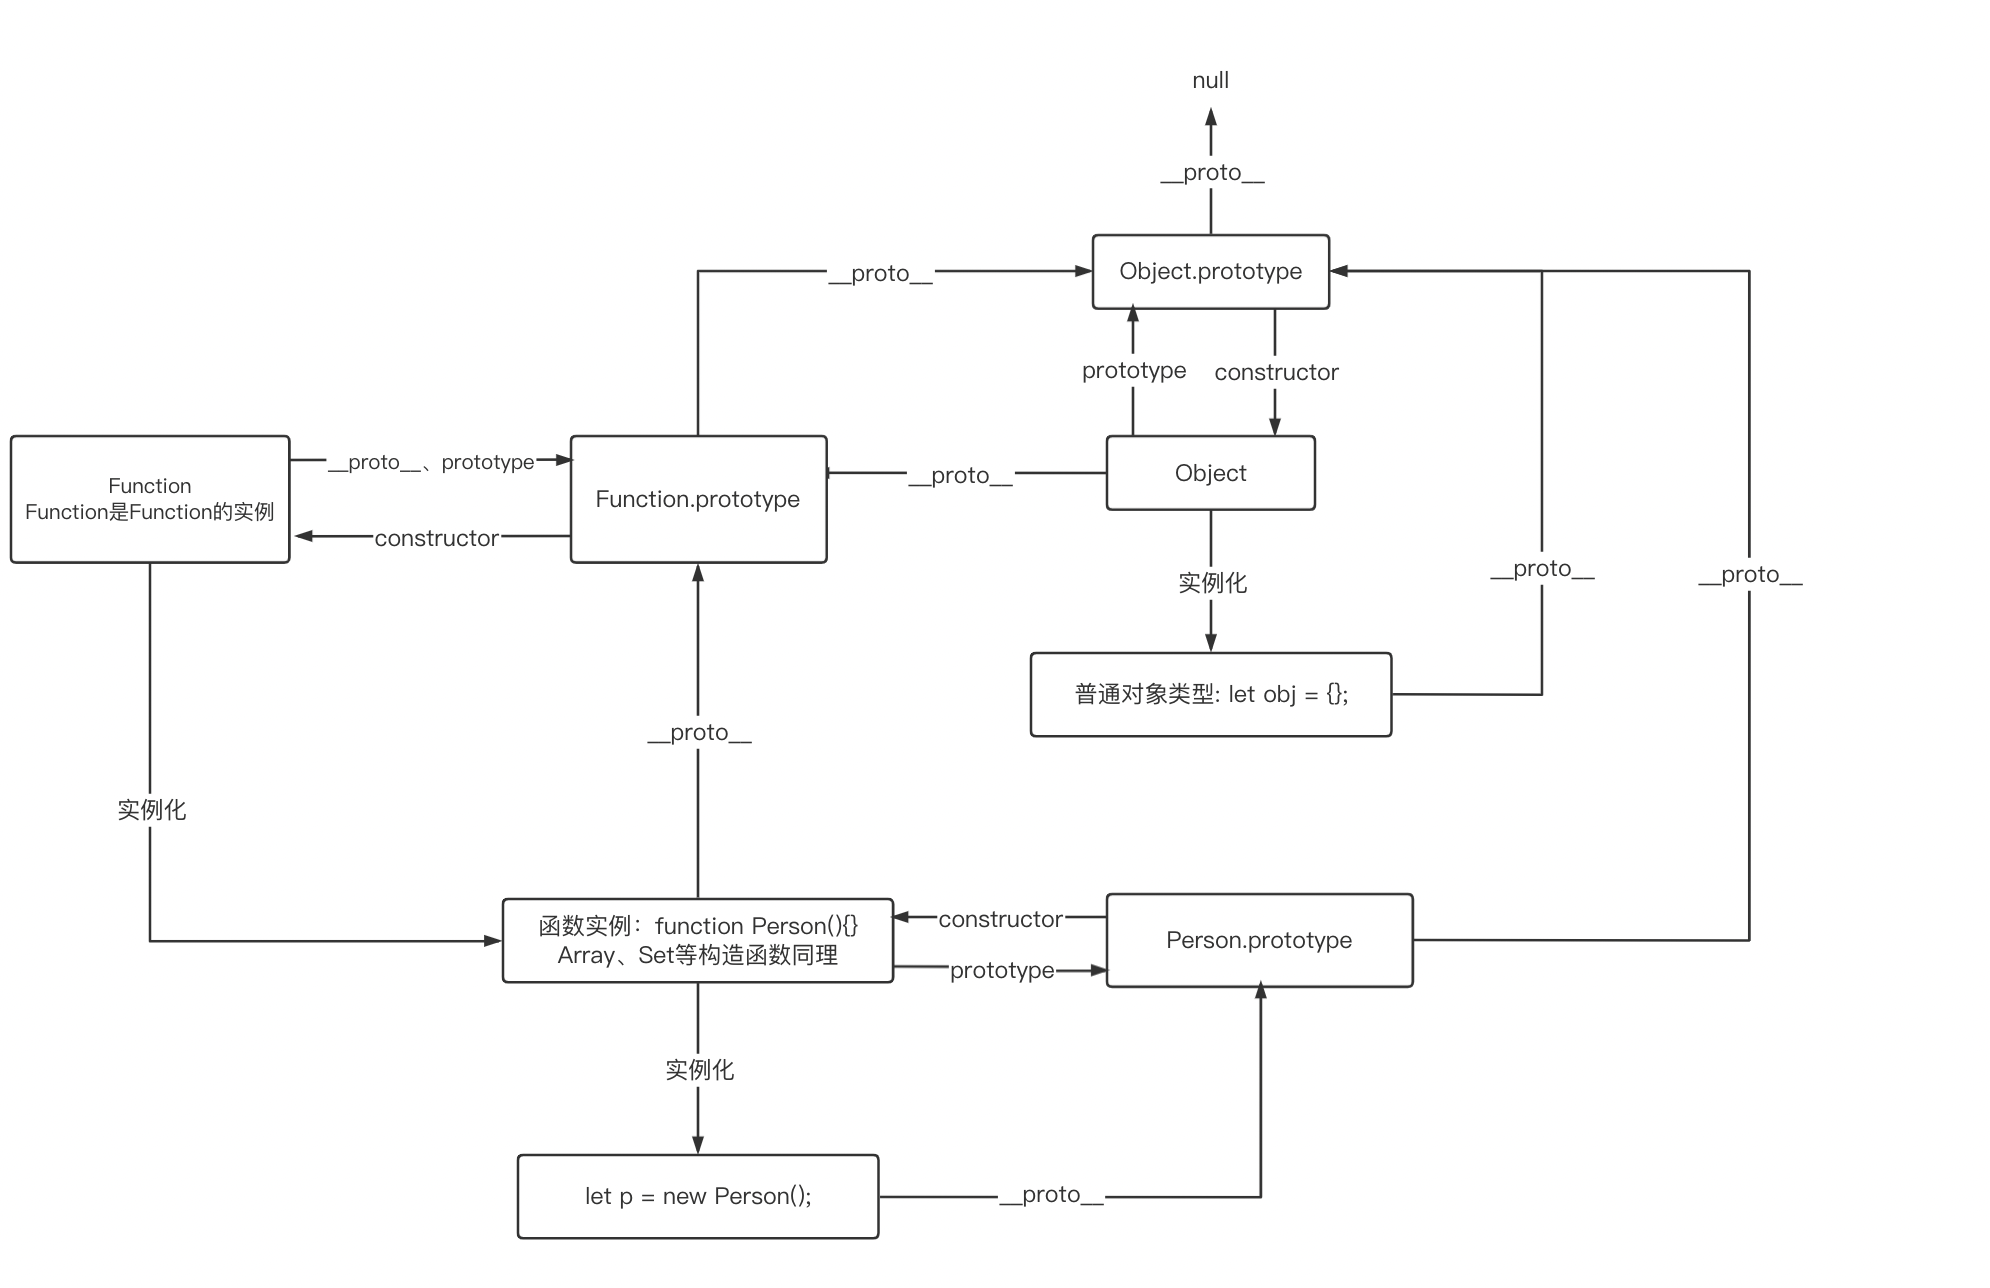 null
__proto__
Object.prototype
__proto__
prototype
constructor
Function
Function是Function的实例
__proto__、prototype
constructor
Function.prototype
__proto__
Object
实例化
__proto__
__proto__
普通对象类型: let obj = {};
__proto__
实例化
函数实例：function Person(){}
Array、Set等构造函数同理
constructor
prototype
Person.prototype
实例化
let p = new Person();
__proto__